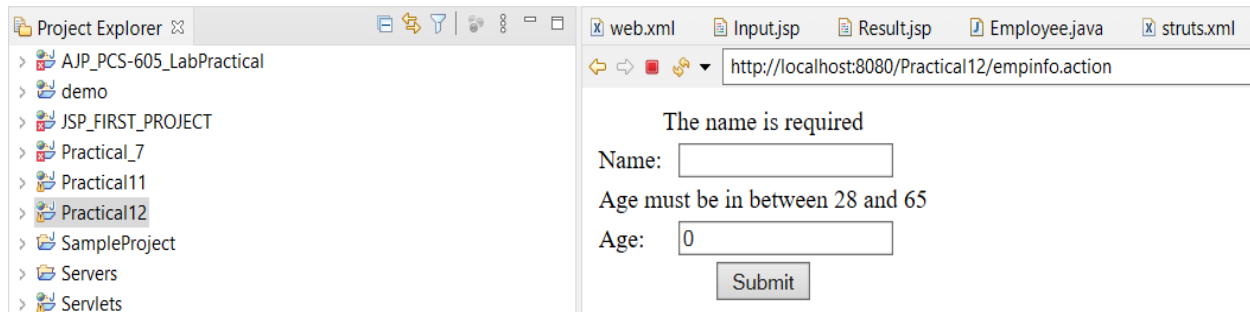 Project Explorer
AJP_PCS-605_LabPractical
demo
JSP_FIRST_PROJECT
Practical_7
Practical11
Practical12
SampleProject
Servers
Servlets
web.xml Input.jsp Result.jsp Employee.java struts.xml
http://localhost:8080/Practical12/empinfo.action
The name is required
Name:
Age must be in between 28 and 65
Age: 0
Submit